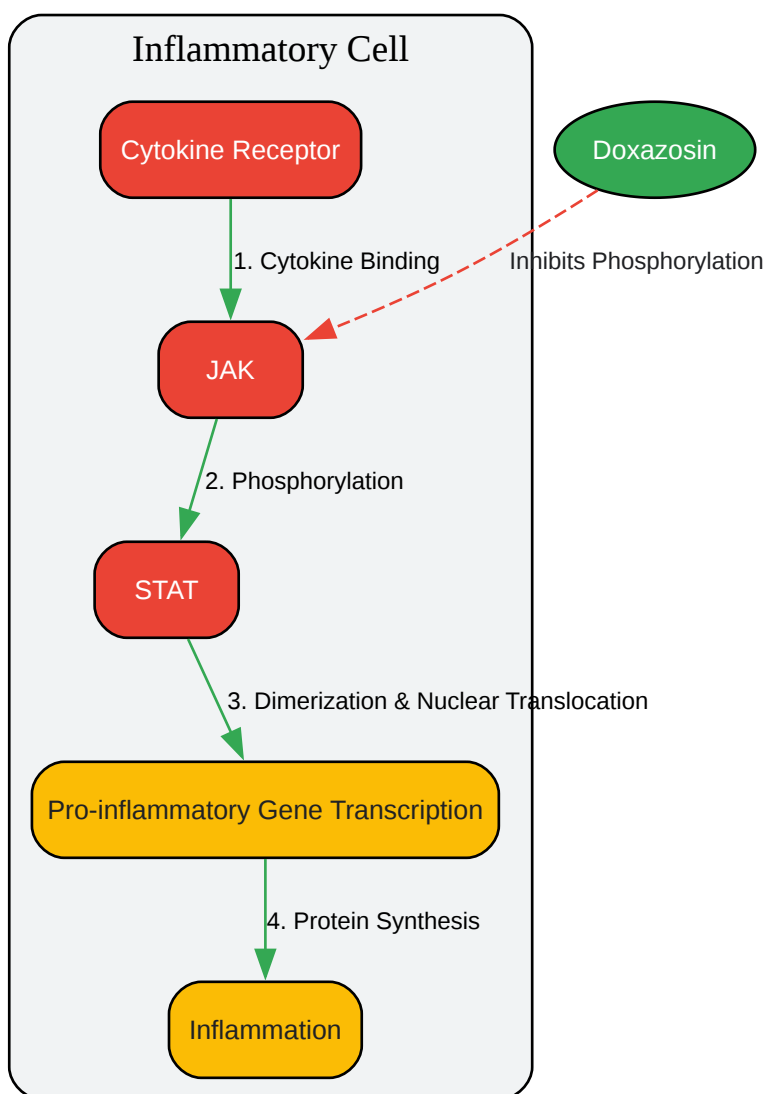 Inflammatory Cell
Cytokine Receptor
Doxazosin
1. Cytokine Binding
Inhibits Phosphorylation
JAK
2. Phosphorylation
STAT
3. Dimerization & Nuclear Translocation
Pro-inflammatory Gene Transcription
4. Protein Synthesis
Inflammation